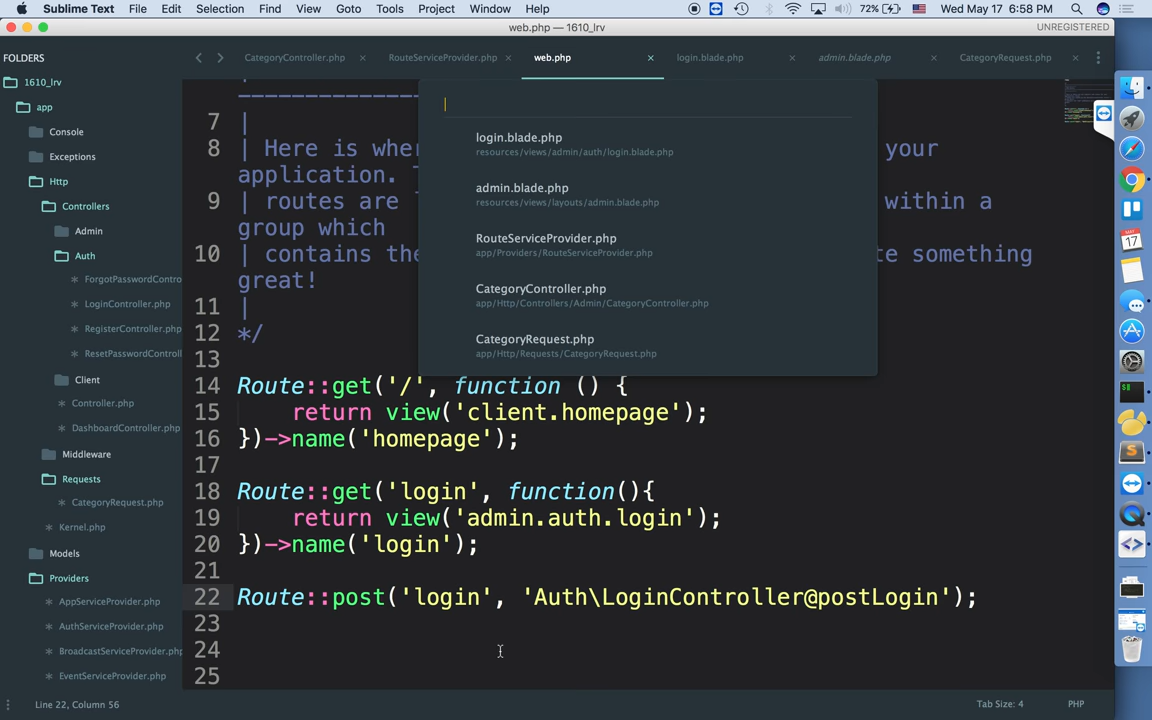 Sublime Text File Edit Selection Find View Goto Tools Project Window Help 72% Wed May 17 6:58 PM
web.php — 1610_lrv UNREGISTERED
FOLDERS
1610_lrv
app
Console
Exceptions
Http
Controllers
Admin
Auth
ForgotPasswordContro
LoginController.php
RegisterController.php
ResetPasswordControll
Client
Controller.php
DashboardController.php
Middleware
Requests
CategoryRequest.php
Kernel.php
Models
Providers
AppServiceProvider.php
AuthServiceProvider.php
BroadcastServiceProvider.php
EventServiceProvider.php
CategoryController.php RouteServiceProvider.php web.php login.blade.php admin.blade.php CategoryRequest.php
login.blade.php
resources/views/admin/auth/login.blade.php
admin.blade.php
resources/views/layouts/admin.blade.php
RouteServiceProvider.php
app/Providers/RouteServiceProvider.php
CategoryController.php
app/Http/Controllers/Admin/CategoryController.php
CategoryRequest.php
app/Http/Requests/CategoryRequest.php
7 |
8 | Here is your
application.
9 | routes are within a
group which
10 | contains something
great!
11 |
12 */
13
14 Route::get('/', function () {
15 return view('client.homepage');
16 })->name('homepage');
17
18 Route::get('login', function(){
19 return view('admin.auth.login');
20 })->name('login');
21
22 Route::post('login', 'Auth\LoginController@postLogin');
23
24
25
Line 22, Column 56 Tab Size: 4 PHP
17